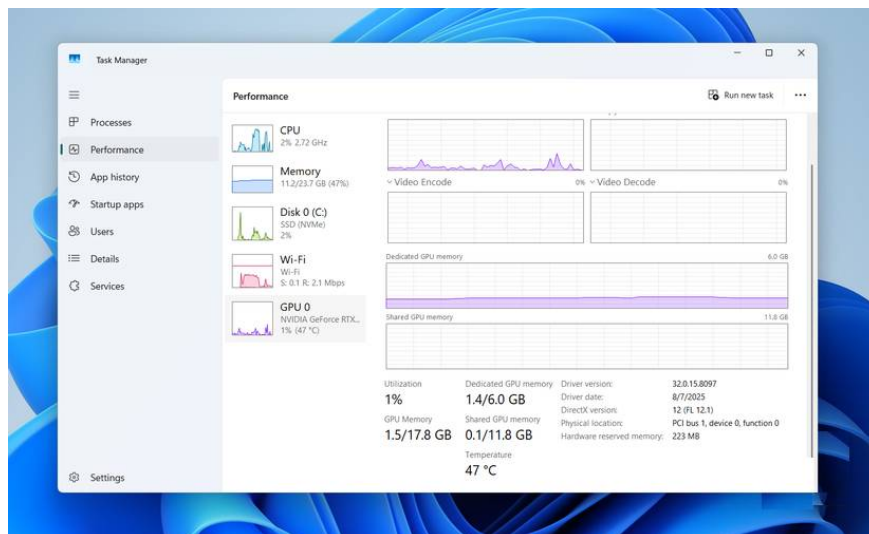 Task Manager
Performance
Run new task
Processes
Performance
App history
Startup apps
Users
Details
Services
Settings
CPU
2% 2.72 GHz
Memory
11.2/23.7 GB (47%)
Disk 0 (C:)
SSD (NVMe)
2%
Wi-Fi
Wi-Fi
S: 0.1 R: 2.1 Mbps
GPU 0
NVIDIA GeForce RTX...
1% (47 °C)
Video Encode 0% Video Decode 0%
Dedicated GPU memory 6.0 GB
Shared GPU memory 11.8 GB
Utilization
1%
Dedicated GPU memory
1.4/6.0 GB
GPU Memory
1.5/17.8 GB
Shared GPU memory
0.1/11.8 GB
Temperature
47 °C
Driver version: 32.0.15.8097
Driver date: 8/7/2025
DirectX version: 12 (FL 12.1)
Physical location: PCI bus 1, device 0, function 0
Hardware reserved memory: 223 MB